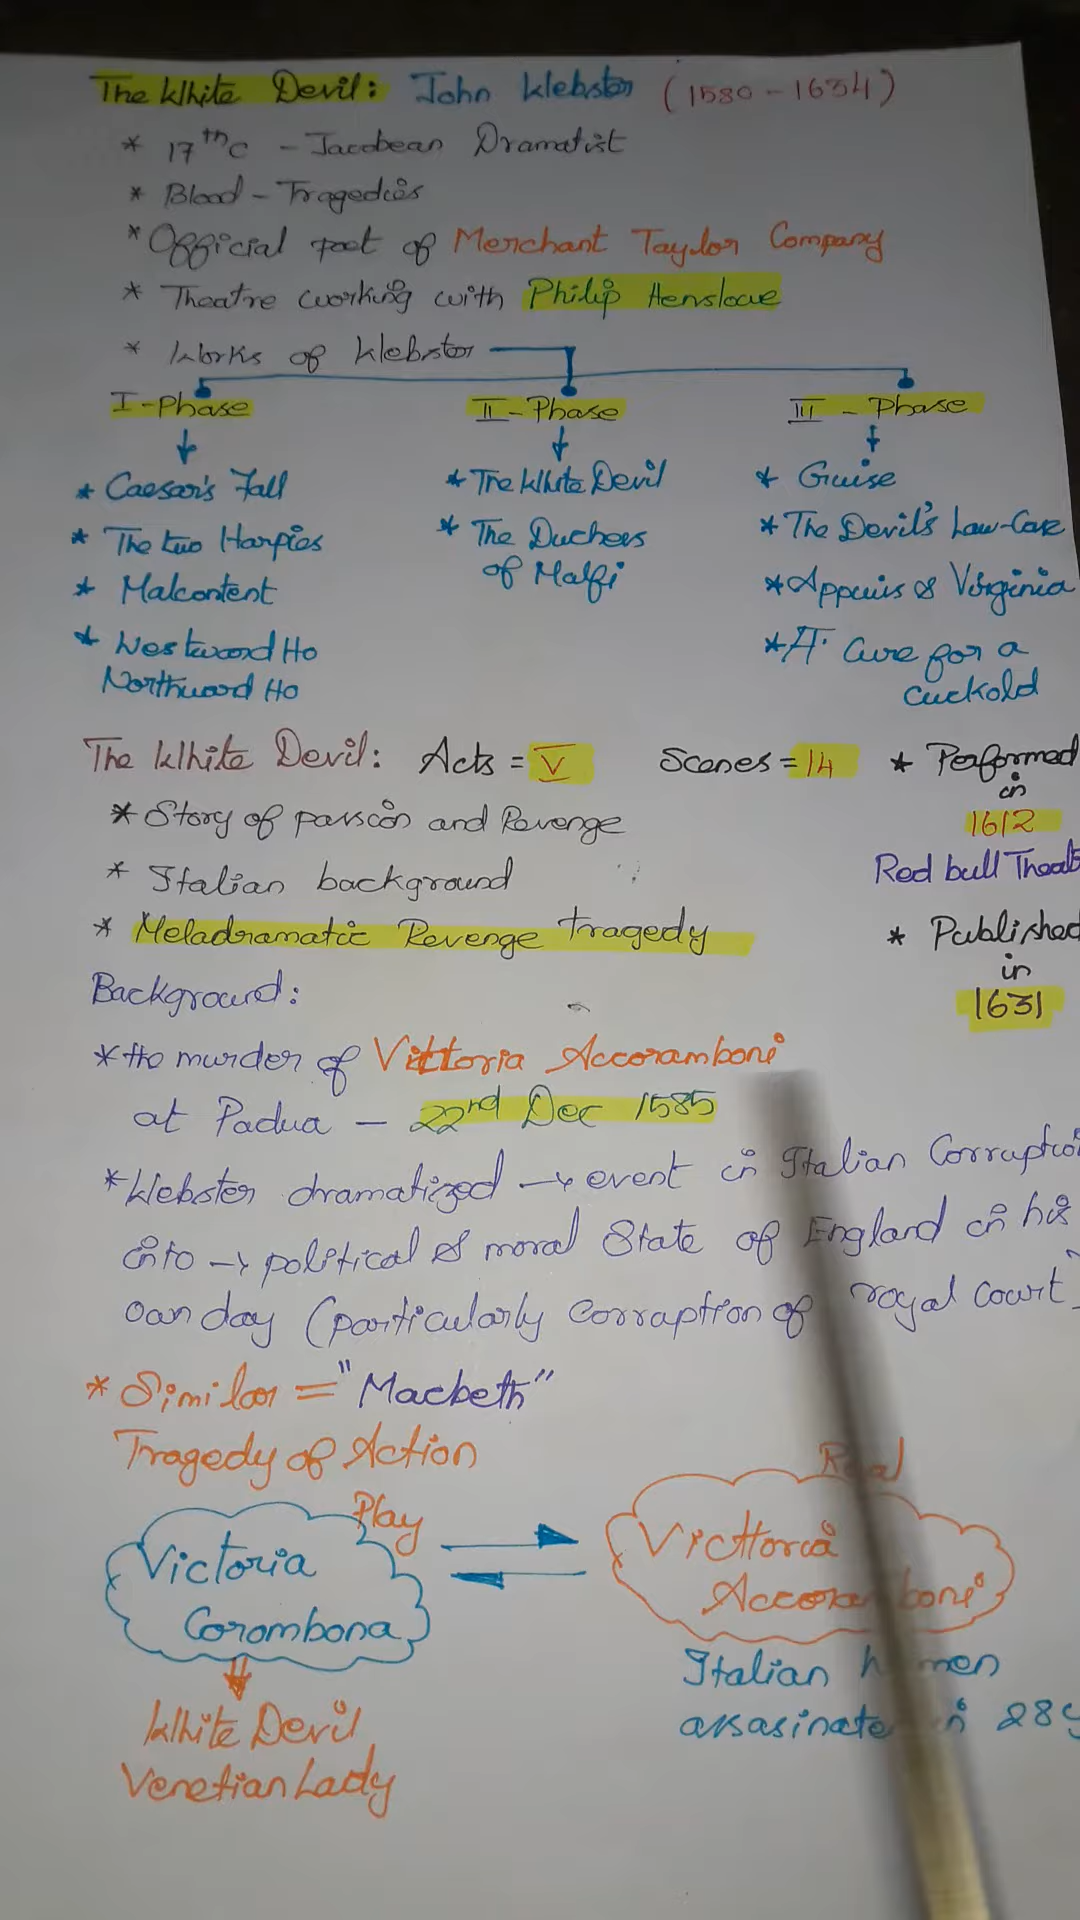 The White Devil: John Webster (1580-1634)
* 17th C - Jacobean Dramatist
* Blood - Tragedies
* Official poet of Merchant Taylor Company
* Theatre working with Philip Henslowe
* Works of Webster
I-Phase II-Phase III-Phase
* Caesar's Fall * The White Devil * Guise
* The two Harpies * The Duchess of Malfi * The Devil's Law-Case
* Malcontent * Appuis & Virginia
* Westward Ho Northward Ho * A. Cure for a cuckold
The White Devil: Acts = V Scenes = 14 * Performed in 1612
* Story of passion and Revenge
* Italian background Red bull
* Meladramatic Revenge tragedy * Published in 1631
Background:
* the murder of Vittoria Accoramboni
at Padua - 22nd Dec 1585
* Webster dramatized → event in Italian
into → political & moral State of England in his
own day (particularly corruption of royal court
* Similar = "Macbeth"
Tragedy of Action
Play Real
Victoria Corombona Victtoria Accoramboni
White Devil Italian
Venetian Lady